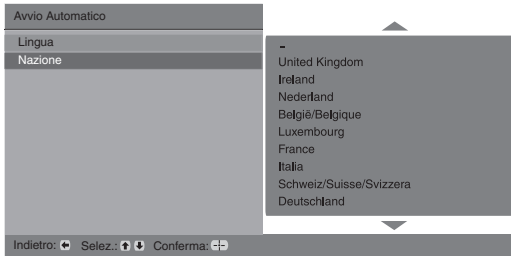 Avvio Automatico
Lingua
Nazione
-
United Kingdom
Ireland
Nederland
België/Belgique
Luxembourg
France
Italia
Schweiz/Suisse/Svizzera
Deutschland
Indietro: Selez.: Conferma: